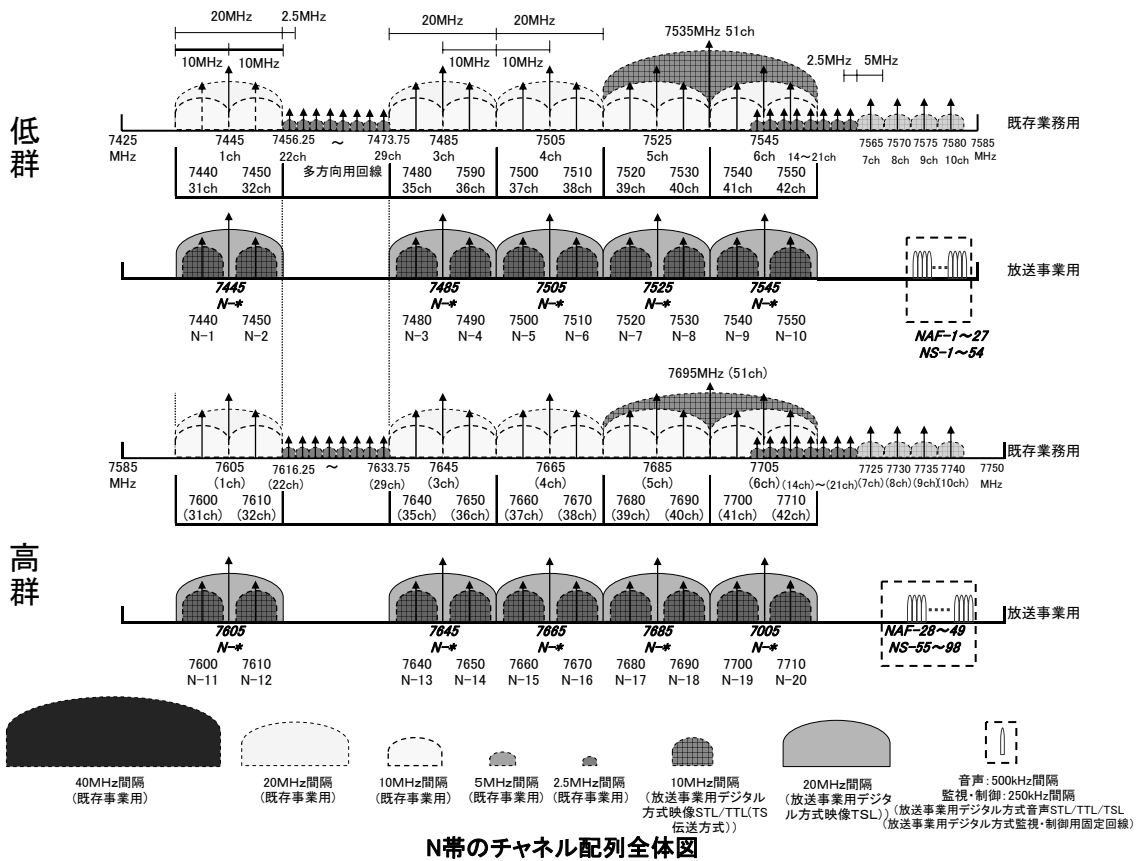 20MHz
2.5MHz
20MHz
20MHz
7535MHz 51ch
10MHz
10MHz
10MHz
10MHz
2.5MHz
5MHz
低群
7425
MHz
7445
1ch
7456.25
22ch
～
7473.75
29ch
7485
3ch
7505
4ch
7525
5ch
7545
6ch
14～21ch
7565
7ch
7570
8ch
7575
9ch
7580
10ch
7585
MHz
既存業務用
7440
31ch
7450
32ch
多方向用回線
7480
35ch
7590
36ch
7500
37ch
7510
38ch
7520
39ch
7530
40ch
7540
41ch
7550
42ch
放送事業用
7445
N-*
7485
N-*
7505
N-*
7525
N-*
7545
N-*
7440
N-1
7450
N-2
7480
N-3
7490
N-4
7500
N-5
7510
N-6
7520
N-7
7530
N-8
7540
N-9
7550
N-10
NAF-1～27
NS-1～54
7695MHz (51ch)
7585
MHz
7605
(1ch)
7616.25
(22ch)
～
7633.75
(29ch)
7645
(3ch)
7665
(4ch)
7685
(5ch)
7705
(6ch)
(14ch)～(21ch)
7725
(7ch)
7730
(8ch)
7735
(9ch)
7740
(10ch)
7750
MHz
既存業務用
7600
(31ch)
7610
(32ch)
7640
(35ch)
7650
(36ch)
7660
(37ch)
7670
(38ch)
7680
(39ch)
7690
(40ch)
7700
(41ch)
7710
(42ch)
高群
放送事業用
7605
N-*
7645
N-*
7665
N-*
7685
N-*
7005
N-*
NAF-28～49
NS-55～98
7600
N-11
7610
N-12
7640
N-13
7650
N-14
7660
N-15
7670
N-16
7680
N-17
7690
N-18
7700
N-19
7710
N-20
40MHz間隔
(既存事業用)
20MHz間隔
(既存事業用)
10MHz間隔
(既存事業用)
5MHz間隔
(既存事業用)
2.5MHz間隔
(既存事業用)
10MHz間隔
(放送事業用デジタル
方式映像STL/TTL(TS
伝送方式))
20MHz間隔
(放送事業用デジタ
ル方式映像TSL))
音声:500kHz間隔
監視・制御:250kHz間隔
(放送事業用デジタル方式音声STL/TTL/TSL
(放送事業用デジタル方式監視・制御用固定回線)
N帯のチャネル配列全体図